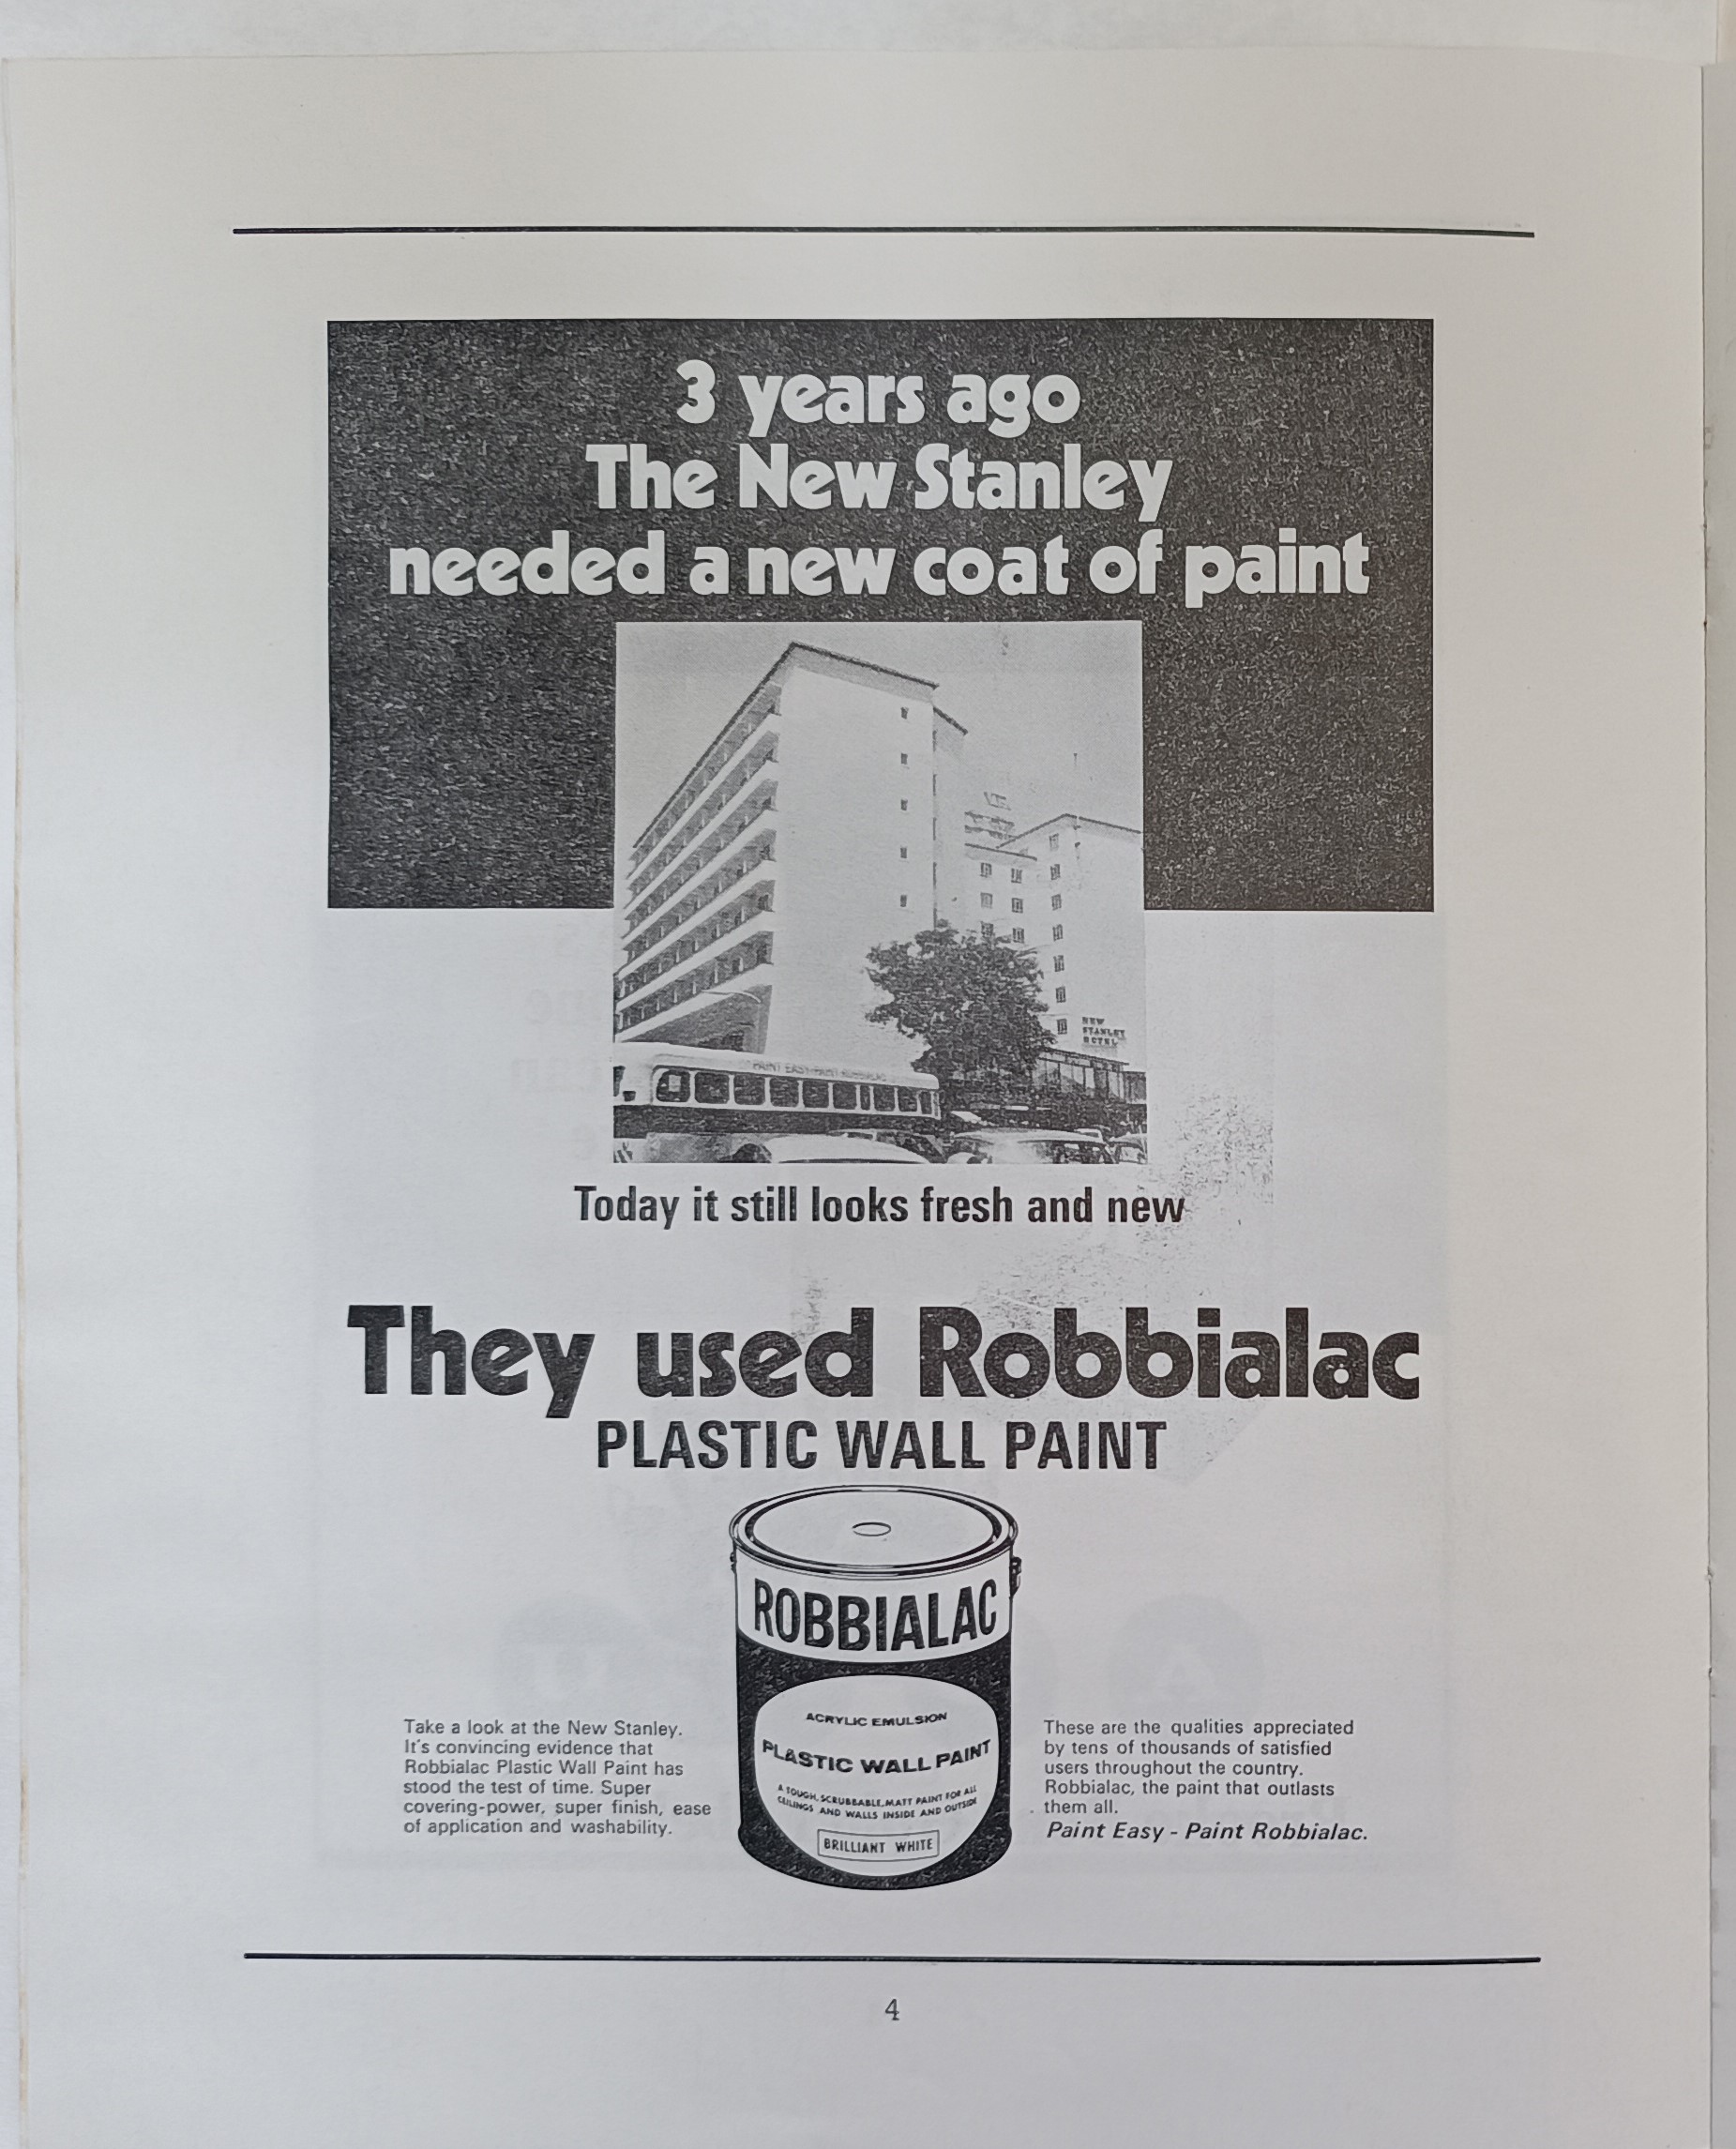 3 years ago
The New Stanley
needed a new coat of paint
NEW
STANLEY
HOTEL
PAINT EASY-PAINT ROBBIALAC
Today it still looks fresh and new
They used Robbialac
PLASTIC WALL PAINT
ROBBIALAC
ACRYLIC EMULSION
PLASTIC WALL PAINT
A TOUGH, SCRUBBABLE, MATT PAINT FOR ALL
CEILINGS AND WALLS INSIDE AND OUTSIDE
BRILLIANT WHITE
Take a look at the New Stanley.
It's convincing evidence that
Robbialac Plastic Wall Paint has
stood the test of time. Super
covering-power, super finish, ease
of application and washability.
These are the qualities appreciated
by tens of thousands of satisfied
users throughout the country.
Robbialac, the paint that outlasts
them all.
Paint Easy - Paint Robbialac.
4